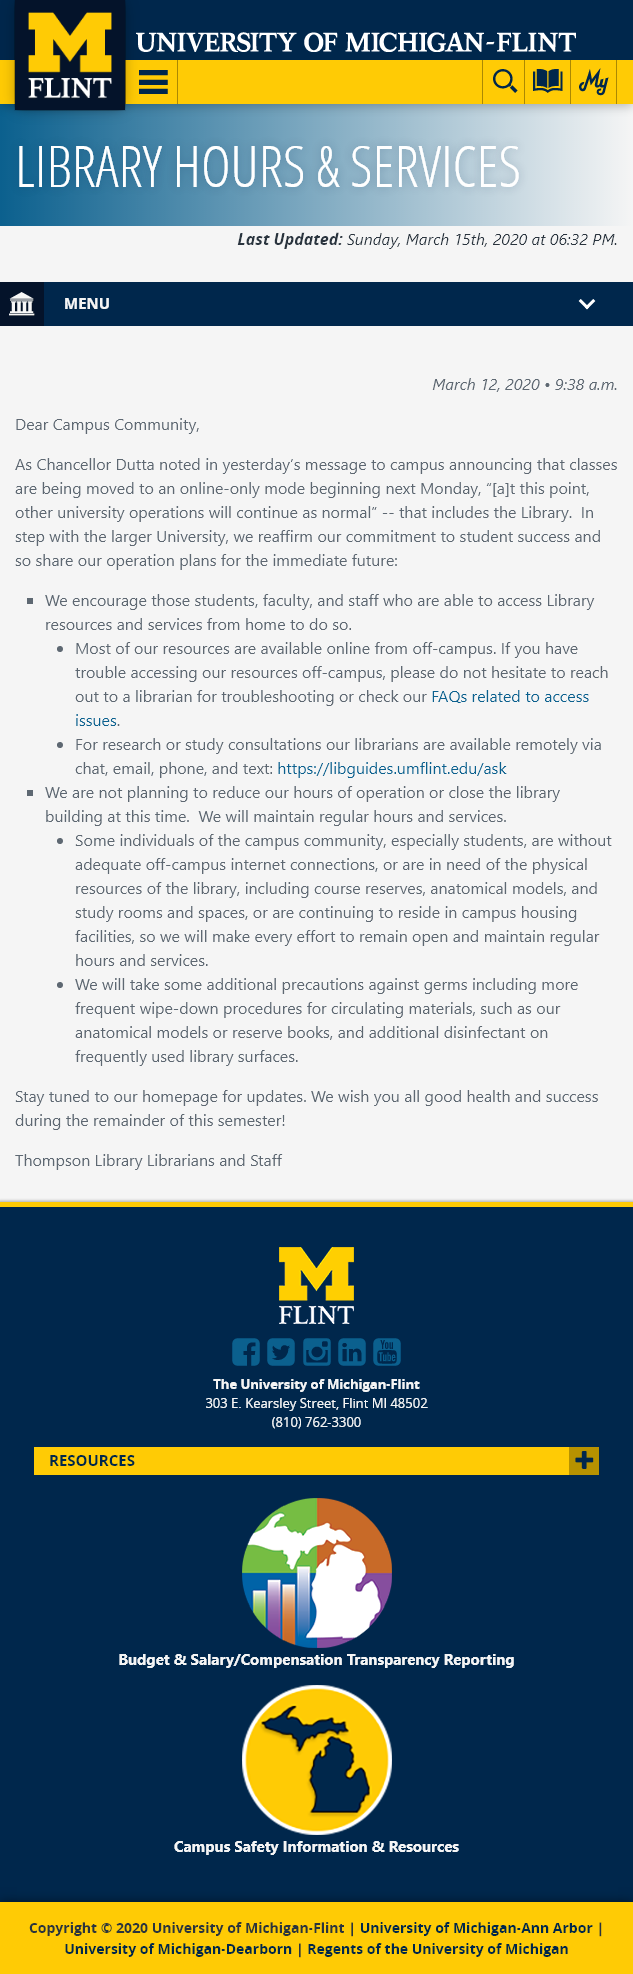 M
FLINT
UNIVERSITY OF MICHIGAN-FLINT
My
LIBRARY HOURS & SERVICES
Last Updated: Sunday, March 15th, 2020 at 06:32 PM.
MENU
March 12, 2020 • 9:38 a.m.
Dear Campus Community,
As Chancellor Dutta noted in yesterday's message to campus announcing that classes
are being moved to an online-only mode beginning next Monday, “[a]t this point,
other university operations will continue as normal” -- that includes the Library.  In
step with the larger University, we reaffirm our commitment to student success and
so share our operation plans for the immediate future:
We encourage those students, faculty, and staff who are able to access Library
resources and services from home to do so.
Most of our resources are available online from off-campus. If you have
trouble accessing our resources off-campus, please do not hesitate to reach
out to a librarian for troubleshooting or check our FAQs related to access
issues.
For research or study consultations our librarians are available remotely via
chat, email, phone, and text: https://libguides.umflint.edu/ask
We are not planning to reduce our hours of operation or close the library
building at this time.  We will maintain regular hours and services.
Some individuals of the campus community, especially students, are without
adequate off-campus internet connections, or are in need of the physical
resources of the library, including course reserves, anatomical models, and
study rooms and spaces, or are continuing to reside in campus housing
facilities, so we will make every effort to remain open and maintain regular
hours and services.
We will take some additional precautions against germs including more
frequent wipe-down procedures for circulating materials, such as our
anatomical models or reserve books, and additional disinfectant on
frequently used library surfaces.
Stay tuned to our homepage for updates. We wish you all good health and success
during the remainder of this semester!
Thompson Library Librarians and Staff
M
FLINT
You
Tube
The University of Michigan-Flint
303 E. Kearsley Street, Flint MI 48502
(810) 762-3300
RESOURCES
Budget & Salary/Compensation Transparency Reporting
Campus Safety Information & Resources
Copyright © 2020 University of Michigan-Flint | University of Michigan-Ann Arbor |
University of Michigan-Dearborn | Regents of the University of Michigan